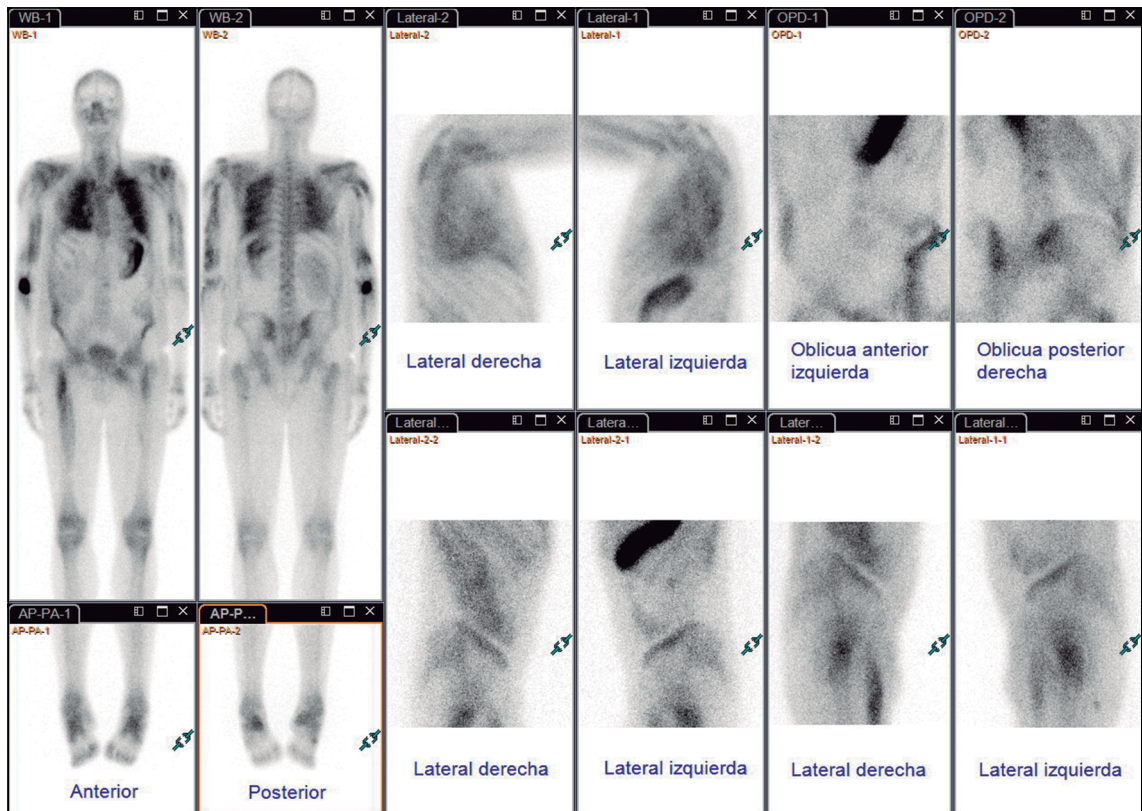 WB-1
WB-1
WB-2
WB-2
Lateral-2
Lateral-2
Lateral-1
Lateral-1
OPD-1
OPD-1
OPD-2
OPD-2
Lateral derecha
Lateral izquierda
Oblicua anterior
izquierda
Oblicua posterior
derecha
Lateral...
Lateral-2-2
Latera...
Lateral-2-1
Later...
Lateral-1-2
Lateral...
Lateral-1-1
AP-PA-1
AP-PA-1
AP-P...
AP-PA-2
Anterior
Posterior
Lateral derecha
Lateral izquierda
Lateral derecha
Lateral izquierda